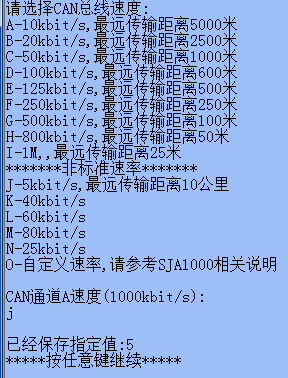 请选择CAN总线速度:
A-10kbit/s,最远传输距离5000米
B-20kbit/s,最远传输距离2500米
C-50kbit/s,最远传输距离1000米
D-100kbit/s,最远传输距离600米
E-125kbit/s,最远传输距离500米
F-250kbit/s,最远传输距离250米
G-500kbit/s,最远传输距离100米
H-800kbit/s,最远传输距离50米
I-1M,,最远传输距离25米
*******非标准速率*******
J-5kbit/s,最远传输距离10公里
K-40kbit/s
L-60kbit/s
M-80kbit/s
N-25kbit/s
O-自定义速率,请参考SJA1000相关说明
CAN通道A速度(1000kbit/s):
j
已经保存指定值:5
*****按任意键继续*****